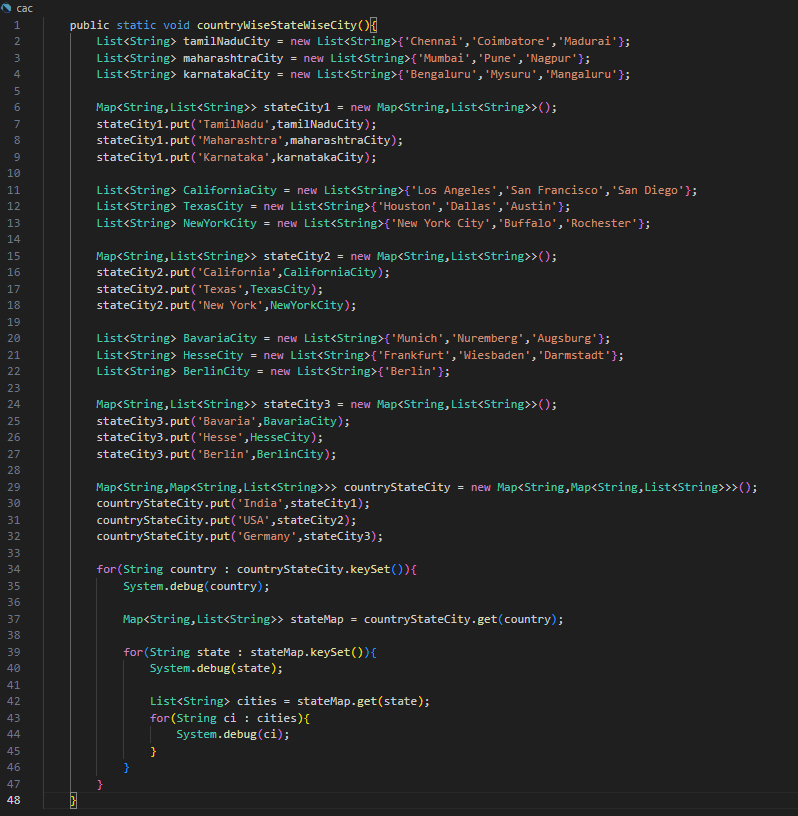 cac
1 public static void countryWiseStateWiseCity(){
2 List<String> tamilNaduCity = new List<String>{'Chennai','Coimbatore','Madurai'};
3 List<String> maharashtraCity = new List<String>{'Mumbai','Pune','Nagpur'};
4 List<String> karnatakaCity = new List<String>{'Bengaluru','Mysuru','Mangaluru'};
5
6 Map<String,List<String>> stateCity1 = new Map<String,List<String>>();
7 stateCity1.put('TamilNadu',tamilNaduCity);
8 stateCity1.put('Maharashtra',maharashtraCity);
9 stateCity1.put('Karnataka',karnatakaCity);
10
11 List<String> CaliforniaCity = new List<String>{'Los Angeles','San Francisco','San Diego'};
12 List<String> TexasCity = new List<String>{'Houston','Dallas','Austin'};
13 List<String> NewYorkCity = new List<String>{'New York City','Buffalo','Rochester'};
14
15 Map<String,List<String>> stateCity2 = new Map<String,List<String>>();
16 stateCity2.put('California',CaliforniaCity);
17 stateCity2.put('Texas',TexasCity);
18 stateCity2.put('New York',NewYorkCity);
19
20 List<String> BavariaCity = new List<String>{'Munich','Nuremberg','Augsburg'};
21 List<String> HesseCity = new List<String>{'Frankfurt','Wiesbaden','Darmstadt'};
22 List<String> BerlinCity = new List<String>{'Berlin'};
23
24 Map<String,List<String>> stateCity3 = new Map<String,List<String>>();
25 stateCity3.put('Bavaria',BavariaCity);
26 stateCity3.put('Hesse',HesseCity);
27 stateCity3.put('Berlin',BerlinCity);
28
29 Map<String,Map<String,List<String>>> countryStateCity = new Map<String,Map<String,List<String>>>();
30 countryStateCity.put('India',stateCity1);
31 countryStateCity.put('USA',stateCity2);
32 countryStateCity.put('Germany',stateCity3);
33
34 for(String country : countryStateCity.keySet()){
35 System.debug(country);
36
37 Map<String,List<String>> stateMap = countryStateCity.get(country);
38
39 for(String state : stateMap.keySet()){
40 System.debug(state);
41
42 List<String> cities = stateMap.get(state);
43 for(String ci : cities){
44 System.debug(ci);
45 }
46 }
47 }
48 }